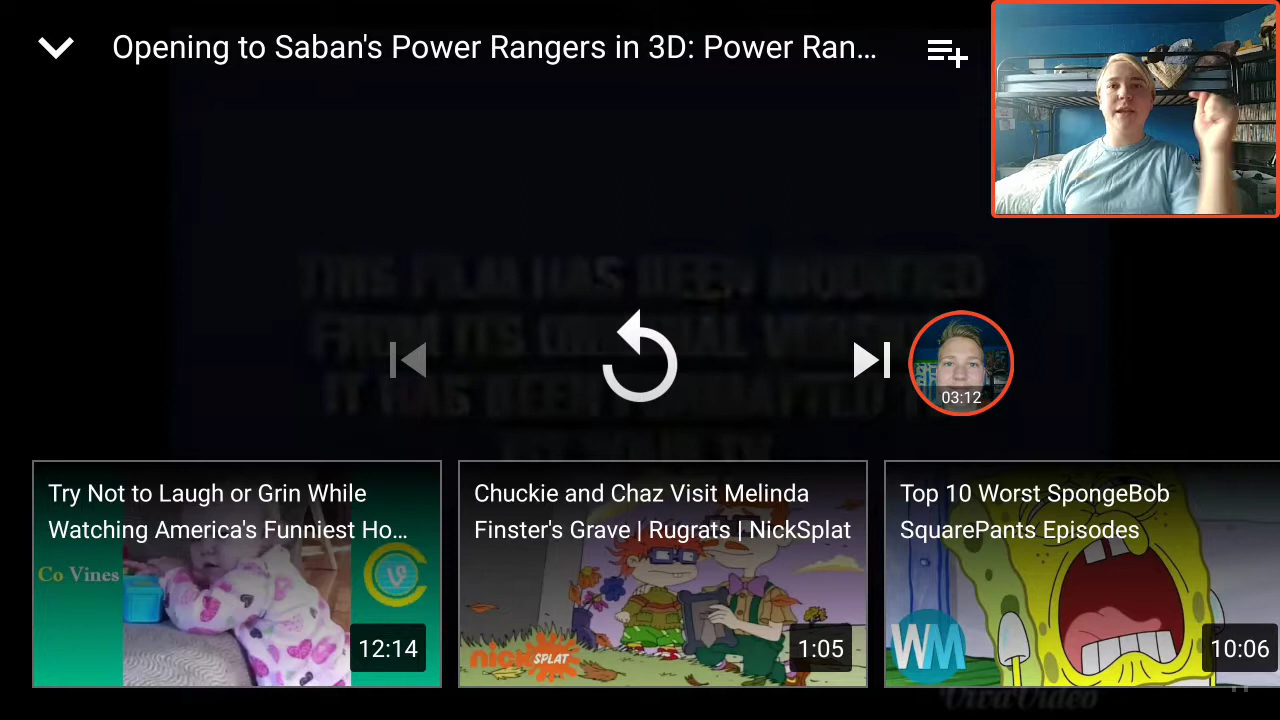 Opening to Saban's Power Rangers in 3D: Power Ran...
THIS FILM HAS BEEN MODIFIED
FROM ITS ORIGINAL VERSION
IT HAS BEEN FORMATTED TO
FIT YOUR TV
03:12
Try Not to Laugh or Grin While
Watching America's Funniest Ho...
Co Vines
12:14
Chuckie and Chaz Visit Melinda
Finster's Grave | Rugrats | NickSplat
nick SPLAT
1:05
Top 10 Worst SpongeBob
SquarePants Episodes
WM
10:06
VivaVideo